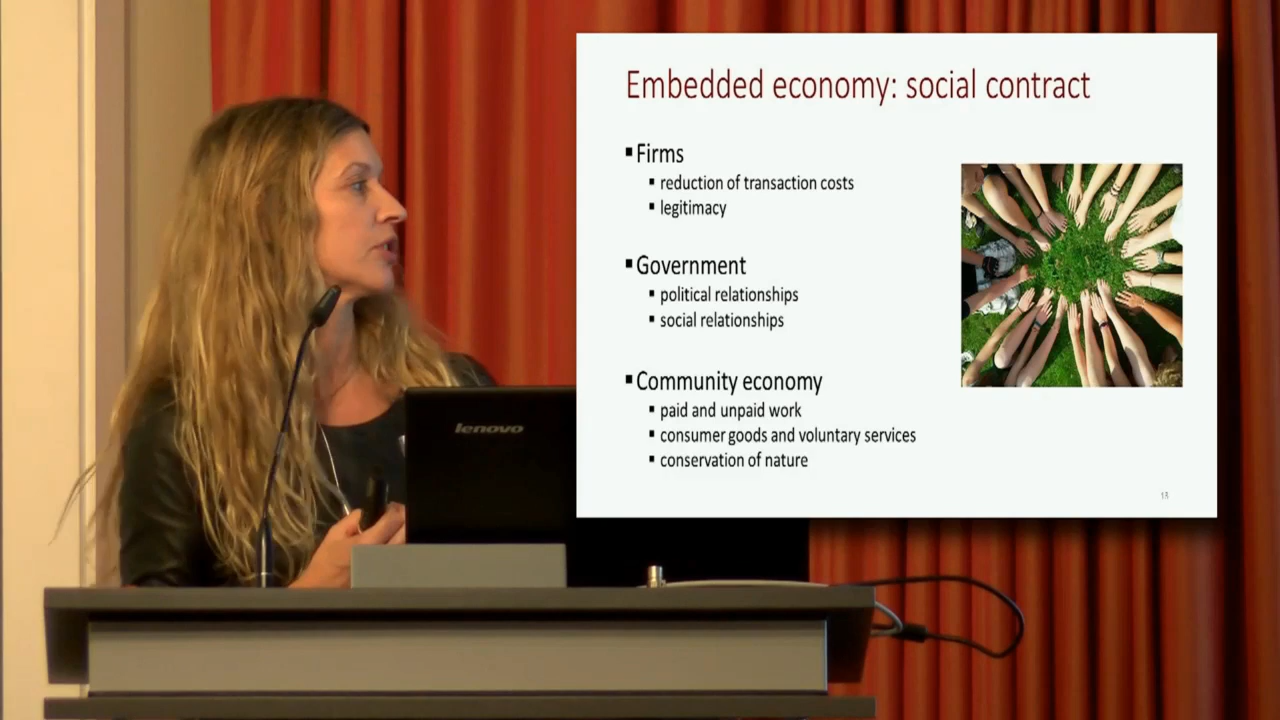 Embedded economy: social contract
▪ Firms
▪ reduction of transaction costs
▪ legitimacy
▪ Government
▪ political relationships
▪ social relationships
▪ Community economy
▪ paid and unpaid work
▪ consumer goods and voluntary services
▪ conservation of nature
lenovo